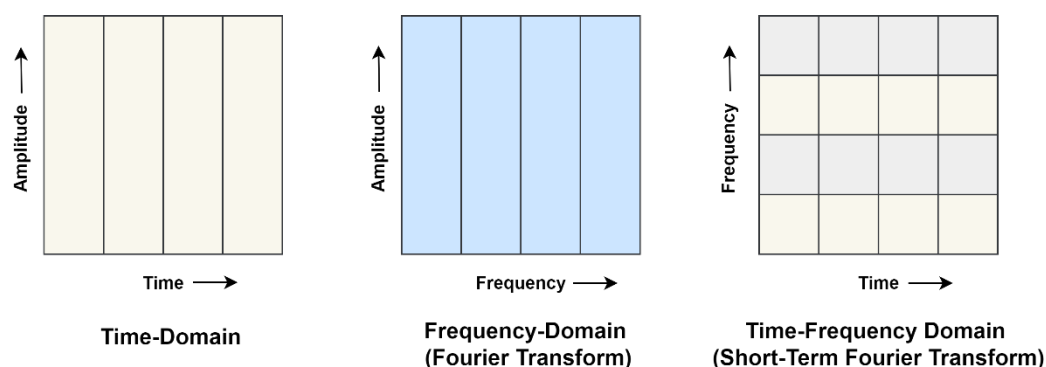 Amplitude
Time
Time-Domain
Amplitude
Frequency
Frequency-Domain
(Fourier Transform)
Frequency
Time
Time-Frequency Domain
(Short-Term Fourier Transform)